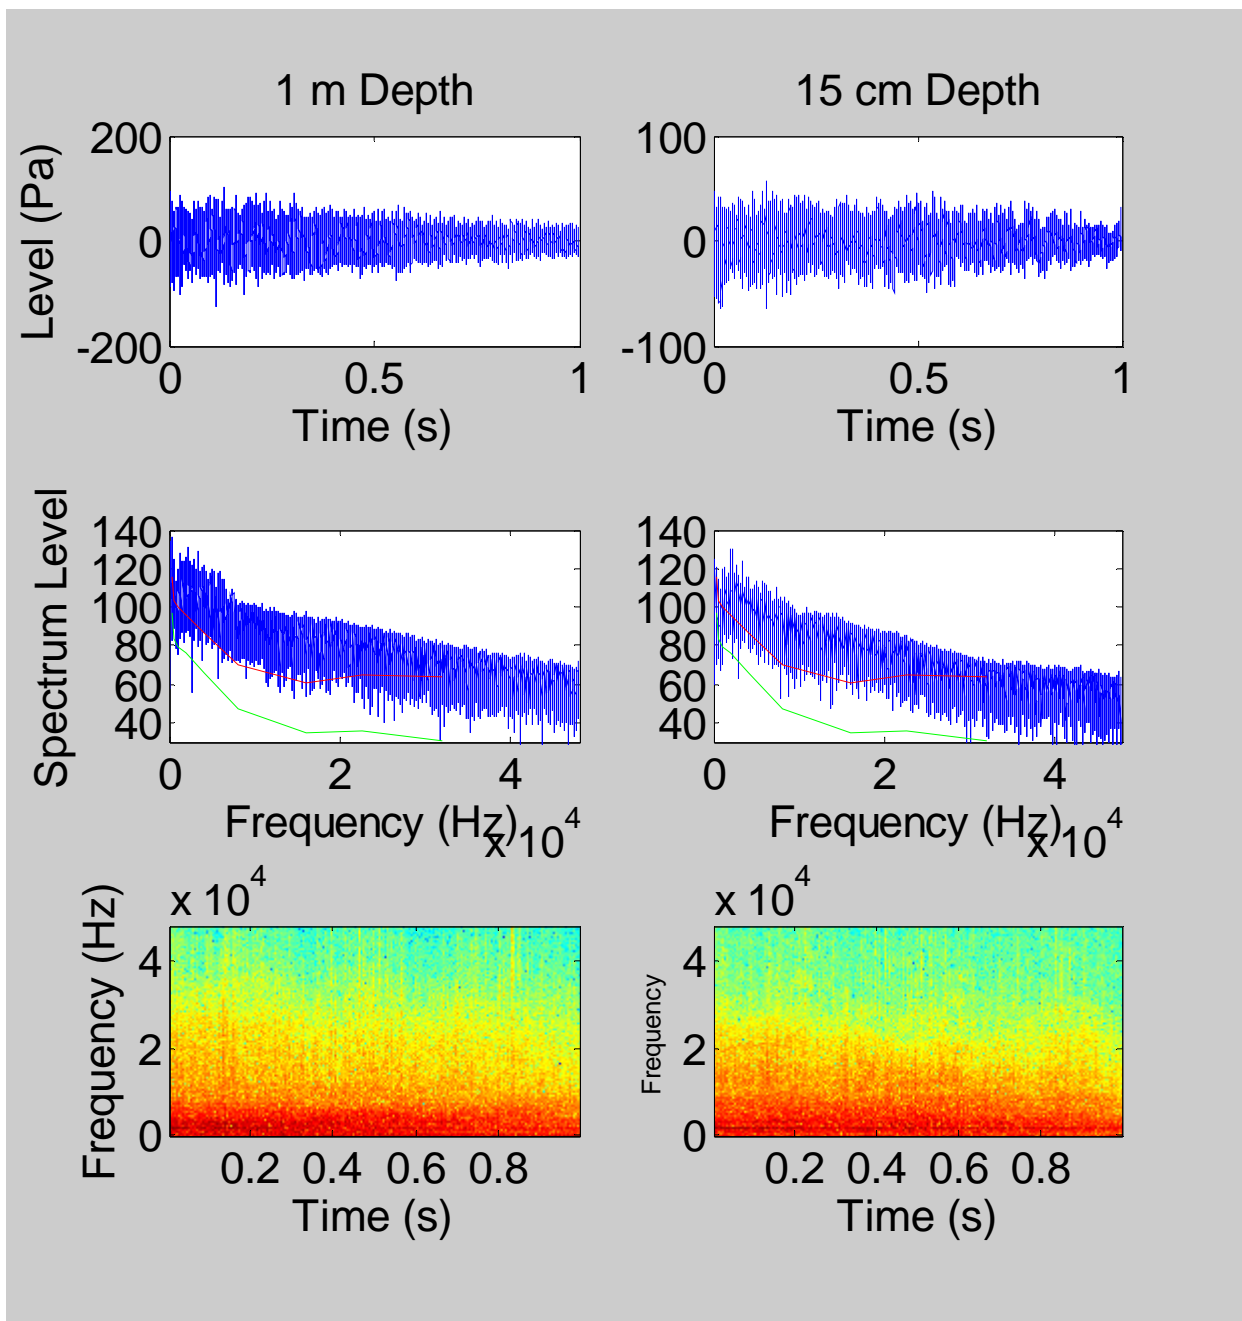 1 m Depth
15 cm Depth
Level (Pa)
200
0
-200
0 0.5 1
Time (s)
100
0
-100
0 0.5 1
Time (s)
Spectrum Level
140
120
100
80
60
40
0 2 4
Frequency (Hz)
x 10^4
140
120
100
80
60
40
0 2 4
Frequency (Hz)
x 10^4
Frequency (Hz)
x 10^4
4
2
0
0.2 0.4 0.6 0.8
Time (s)
Frequency
x 10^4
4
2
0
0.2 0.4 0.6 0.8
Time (s)